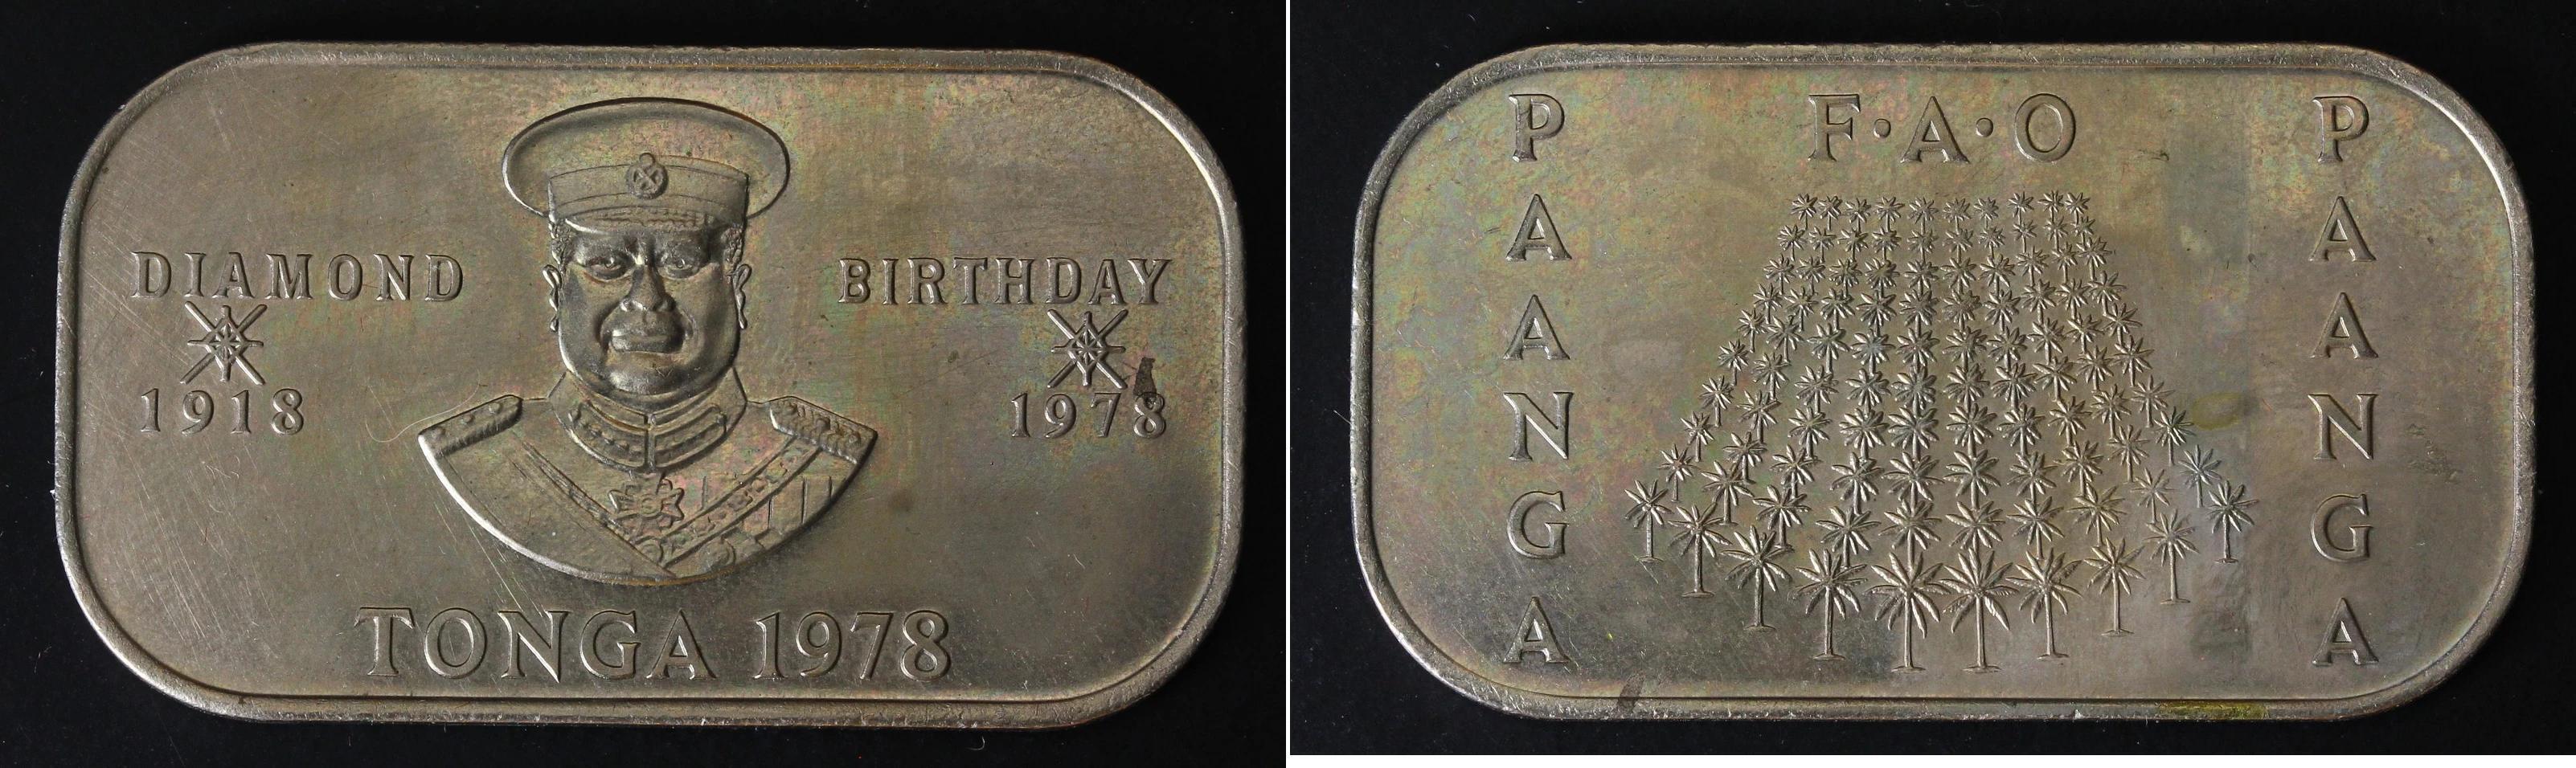 DIAMOND BIRTHDAY
1918 1978
TONGA 1978
F·A·O
PAANGA
PAANGA